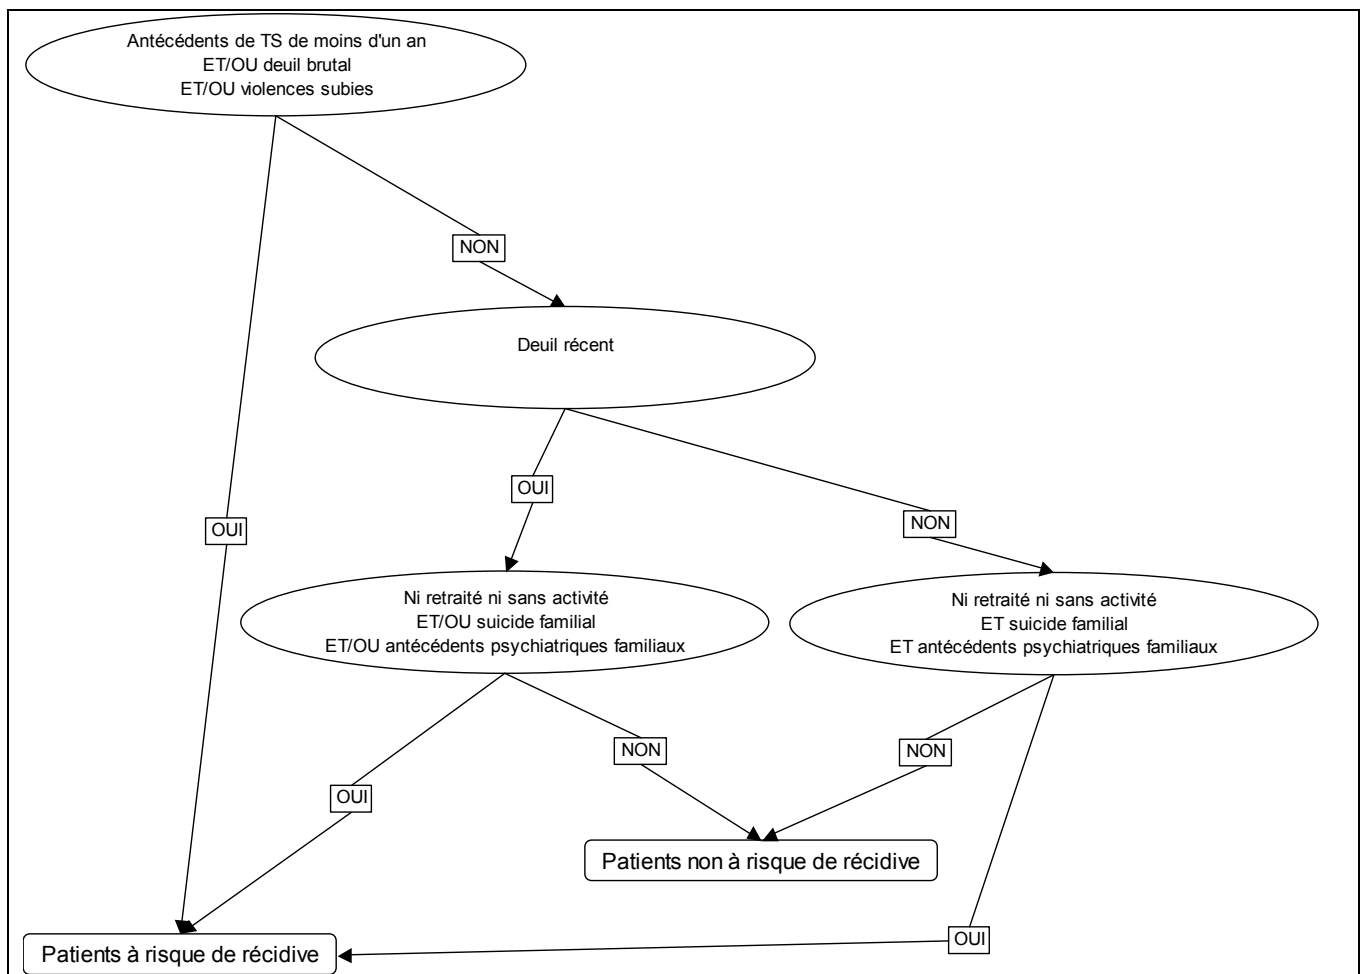 Antécédents de TS de moins d'un an
ET/OU deuil brutal
ET/OU violences subies
NON
Deuil récent
OUI
OUI
NON
Ni retraité ni sans activité
ET/OU suicide familial
ET/OU antécédents psychiatriques familiaux
Ni retraité ni sans activité
ET suicide familial
ET antécédents psychiatriques familiaux
NON
NON
OUI
Patients non à risque de récidive
OUI
Patients à risque de récidive